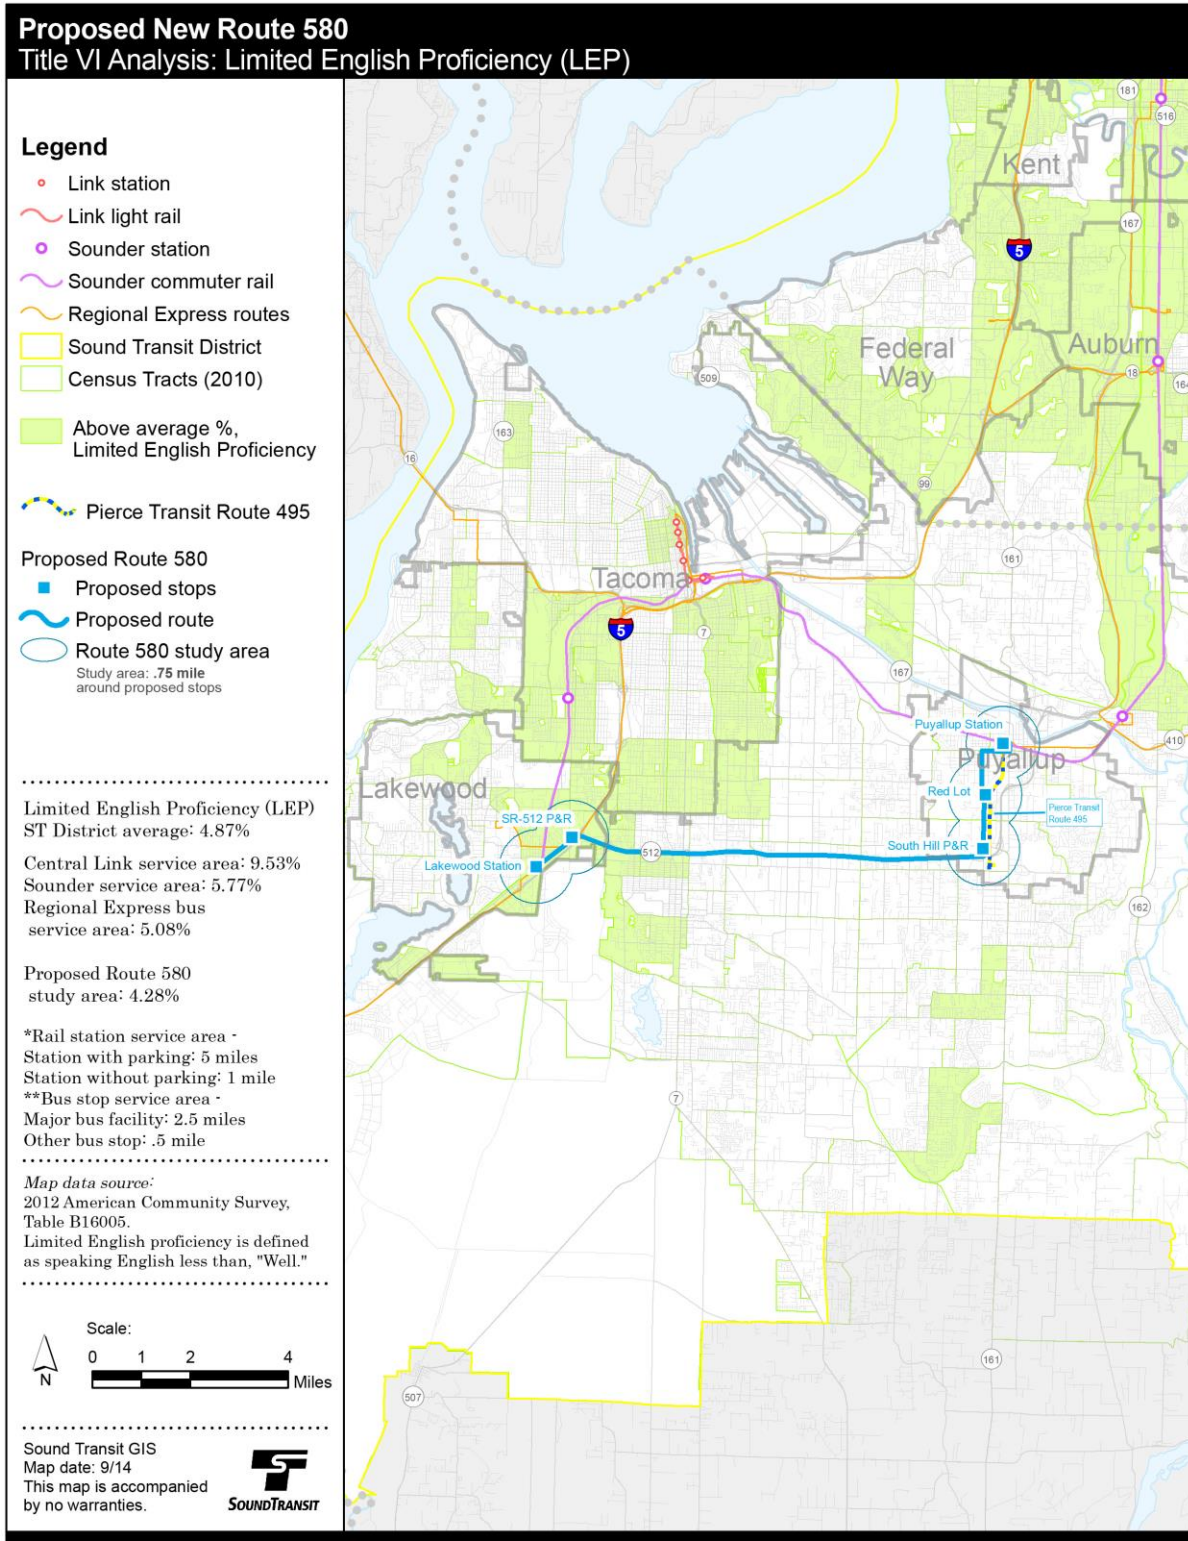 Proposed New Route 580
Title VI Analysis: Limited English Proficiency (LEP)
Legend
Link station
Link light rail
Sounder station
Sounder commuter rail
Regional Express routes
Sound Transit District
Census Tracts (2010)
Above average %,
Limited English Proficiency
Pierce Transit Route 495
Proposed Route 580
Proposed stops
Proposed route
Route 580 study area
Study area: .75 mile
around proposed stops
Limited English Proficiency (LEP)
ST District average: 4.87%
Central Link service area: 9.53%
Sounder service area: 5.77%
Regional Express bus
service area: 5.08%
Proposed Route 580
study area: 4.28%
*Rail station service area -
Station with parking: 5 miles
Station without parking: 1 mile
**Bus stop service area -
Major bus facility: 2.5 miles
Other bus stop: .5 mile
Map data source:
2012 American Community Survey,
Table B16005.
Limited English proficiency is defined
as speaking English less than, "Well."
Scale:
0 1 2 4
Miles
N
Sound Transit GIS
Map date: 9/14
This map is accompanied
by no warranties.
SOUNDTRANSIT
181
516
Kent
167
5
Federal
Way
Auburn
509
18
164
163
16
99
161
Tacoma
5
7
167
Puyallup Station
410
Puyallup
Lakewood
Red Lot
Pierce Transit
Route 495
SR-512 P&R
South Hill P&R
512
Lakewood Station
162
7
161
507